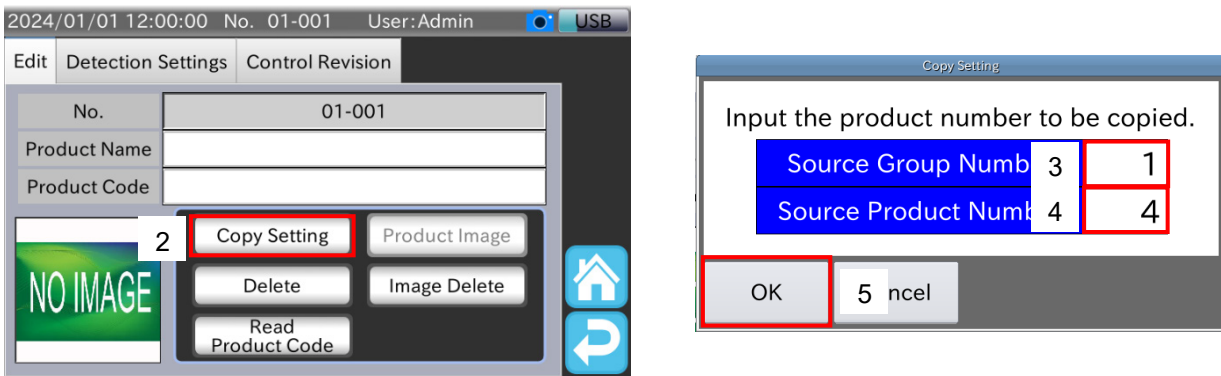 2024/01/01 12:00:00 No. 01-001 User:Admin USB
Edit Detection Settings Control Revision
No. 01-001
Product Name
Product Code
2 Copy Setting Product Image
NO IMAGE
Delete Image Delete
Read
Product Code
Copy Setting
Input the product number to be copied.
Source Group Numb 3 1
Source Product Numb 4 4
OK 5 ncel